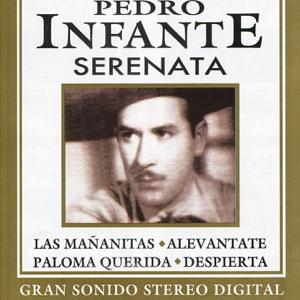 PEDRO
INFANTE
SERENATA
LAS MAÑANITAS ◆ ALEVANTATE
PALOMA QUERIDA ◆ DESPIERTA
GRAN SONIDO STEREO DIGITAL